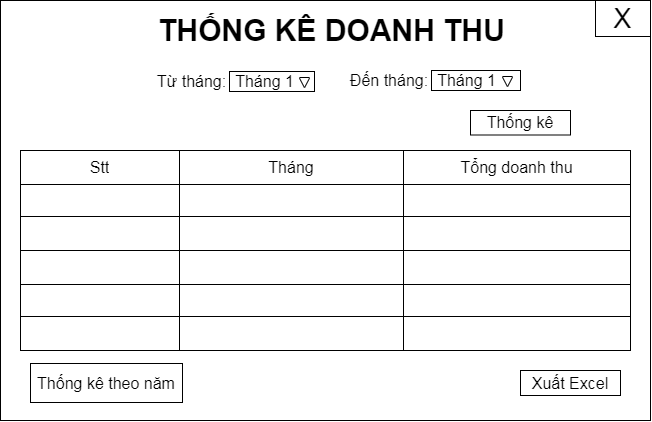 X
THỐNG KÊ DOANH THU
Từ tháng: Tháng 1 Đến tháng: Tháng 1
Thống kê
Stt Tháng Tổng doanh thu
Thống kê theo năm Xuất Excel